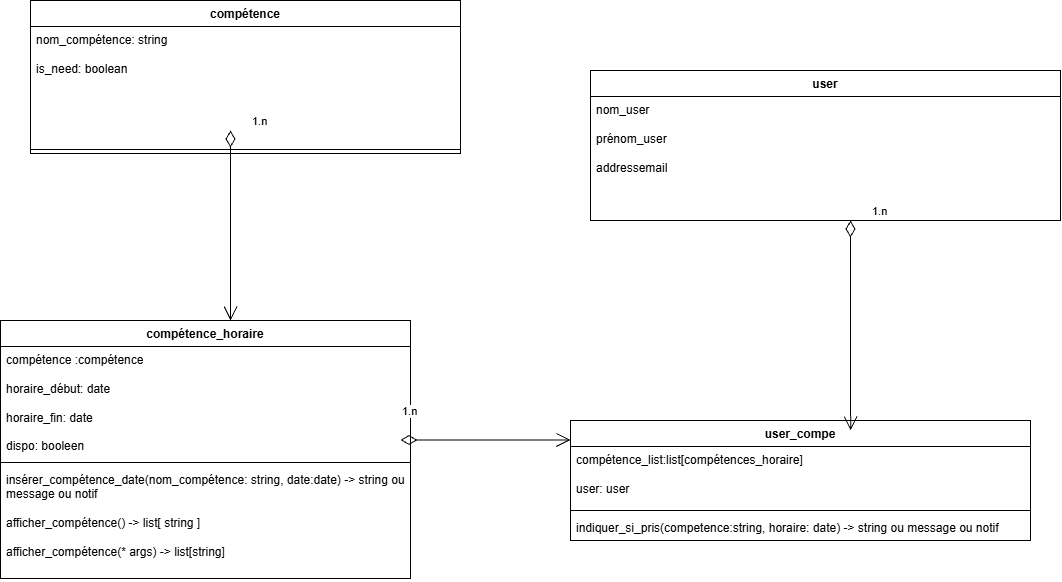 compétence
nom_compétence: string
is_need: boolean
1.n
user
nom_user
prénom_user
addressemail
1.n
compétence_horaire
compétence :compétence
horaire_début: date
horaire_fin: date
dispo: booleen
insérer_compétence_date(nom_compétence: string, date:date) -> string ou
message ou notif
afficher_compétence() -> list[ string ]
afficher_compétence(* args) -> list[string]
1.n
user_compe
compétence_list:list[compétences_horaire]
user: user
indiquer_si_pris(competence:string, horaire: date) -> string ou message ou notif